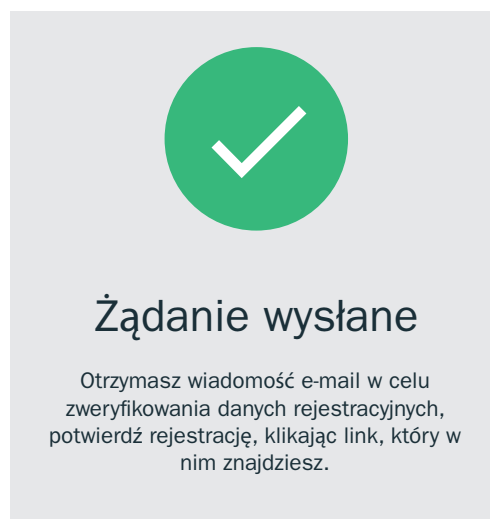 Żądanie wysłane
Otrzymasz wiadomość e-mail w celu
zweryfikowania danych rejestracyjnych,
potwierdź rejestrację, klikając link, który w
nim znajdziesz.